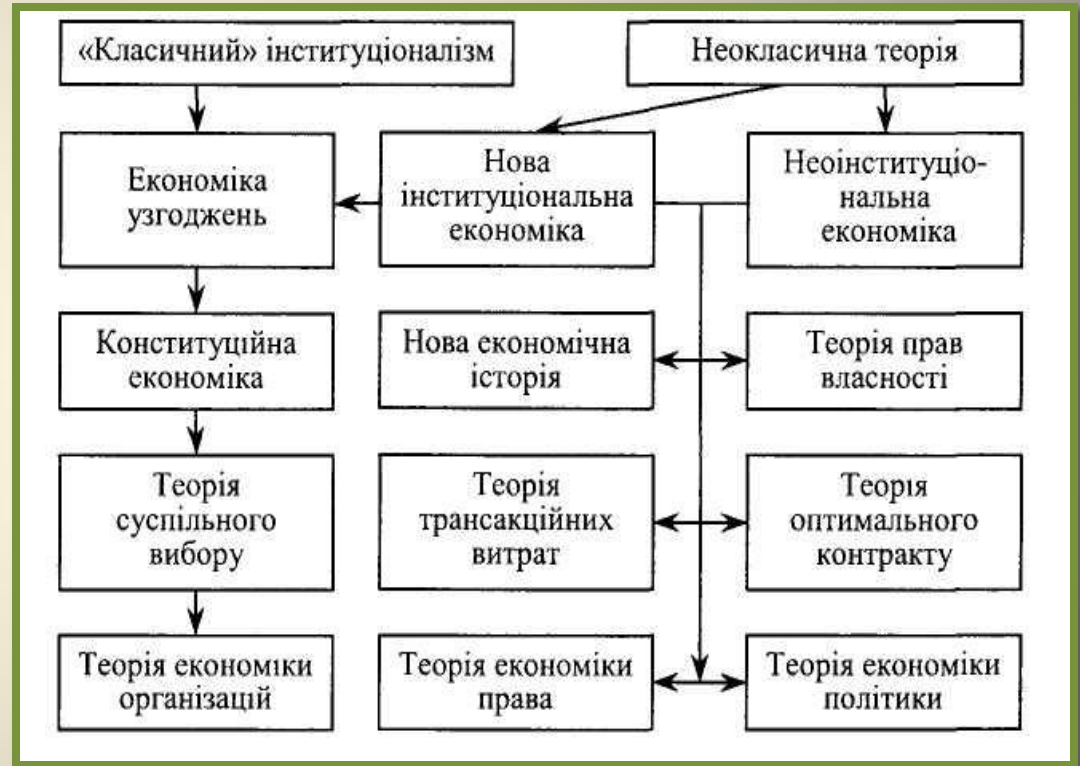 «Класичний» інституціоналізм
Неокласична теорія
Економіка
узгоджень
Нова
інституціональна
економіка
Неоінституціо-
нальна
економіка
Конституційна
економіка
Нова економічна
історія
Теорія прав
власності
Теорія
суспільного
вибору
Теорія
трансакційних
витрат
Теорія
оптимального
контракту
Теорія економіки
організацій
Теорія економіки
права
Теорія економіки
політики